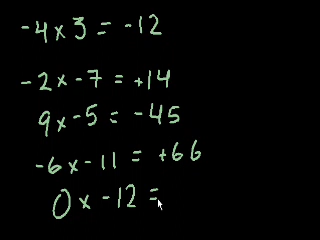 -4 x 3 = -12
-2 x -7 = +14
9 x -5 = -45
-6 x -11 = +66
0 x -12 =